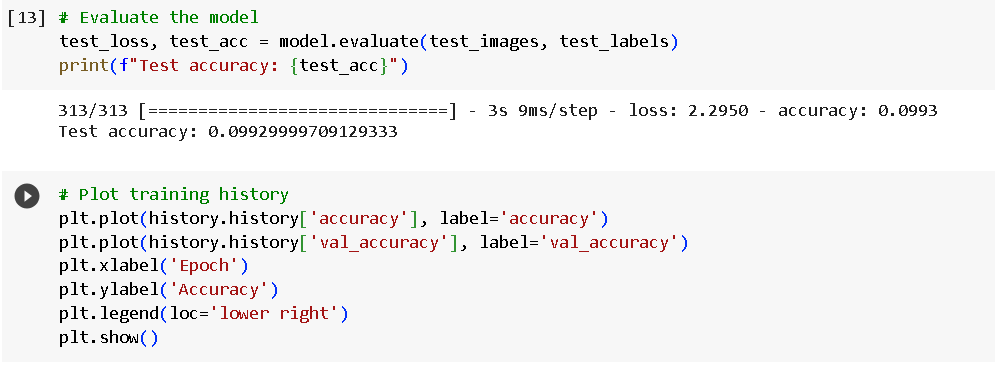 [13] # Evaluate the model
test_loss, test_acc = model.evaluate(test_images, test_labels)
print(f"Test accuracy: {test_acc}")
313/313 [==============================] - 3s 9ms/step - loss: 2.2950 - accuracy: 0.0993
Test accuracy: 0.09929999709129333
# Plot training history
plt.plot(history.history['accuracy'], label='accuracy')
plt.plot(history.history['val_accuracy'], label='val_accuracy')
plt.xlabel('Epoch')
plt.ylabel('Accuracy')
plt.legend(loc='lower right')
plt.show()